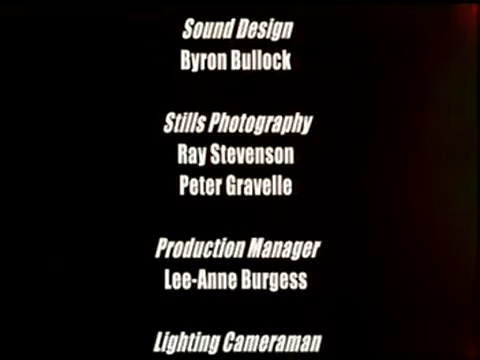 Sound Design
Byron Bullock
Stills Photography
Ray Stevenson
Peter Gravelle
Production Manager
Lee-Anne Burgess
Lighting Cameraman